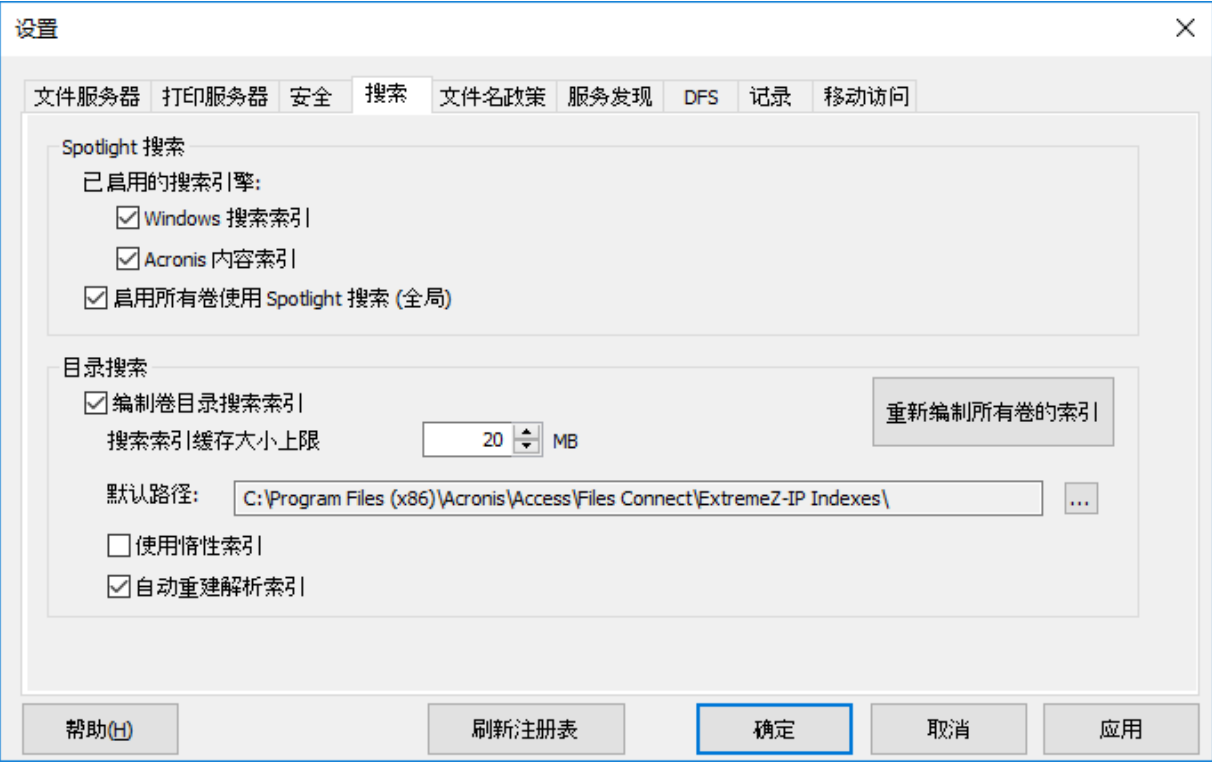 设置
文件服务器 打印服务器 安全 搜索 文件名政策 服务发现 DFS 记录 移动访问
Spotlight 搜索
已启用的搜索引擎:
Windows 搜索索引
Acronis 内容索引
启用所有卷使用 Spotlight 搜索 (全局)
目录搜索
编制卷目录搜索索引
重新编制所有卷的索引
搜索索引缓存大小上限 20 MB
默认路径: C:\Program Files (x86)\Acronis\Access\Files Connect\ExtremeZ-IP Indexes\ ...
使用惰性索引
自动重建解析索引
帮助(H) 刷新注册表 确定 取消 应用